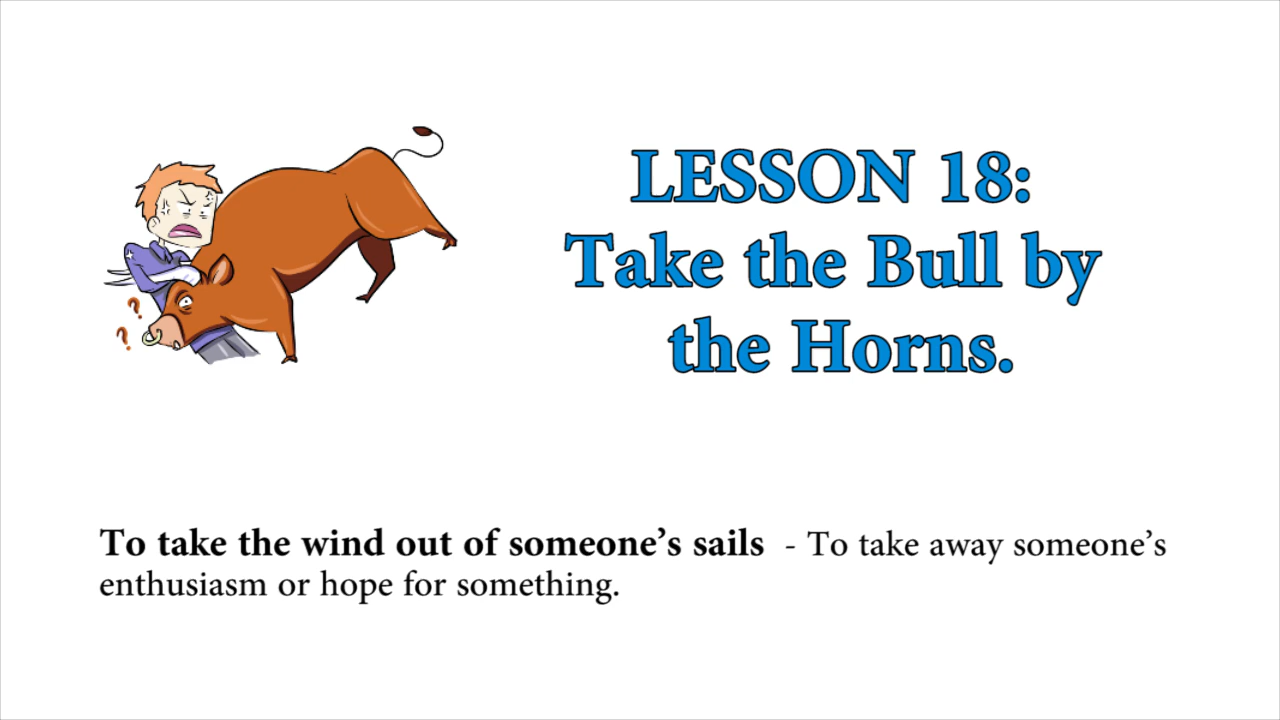 LESSON 18:
Take the Bull by
the Horns.
? ?
To take the wind out of someone’s sails - To take away someone’s
enthusiasm or hope for something.